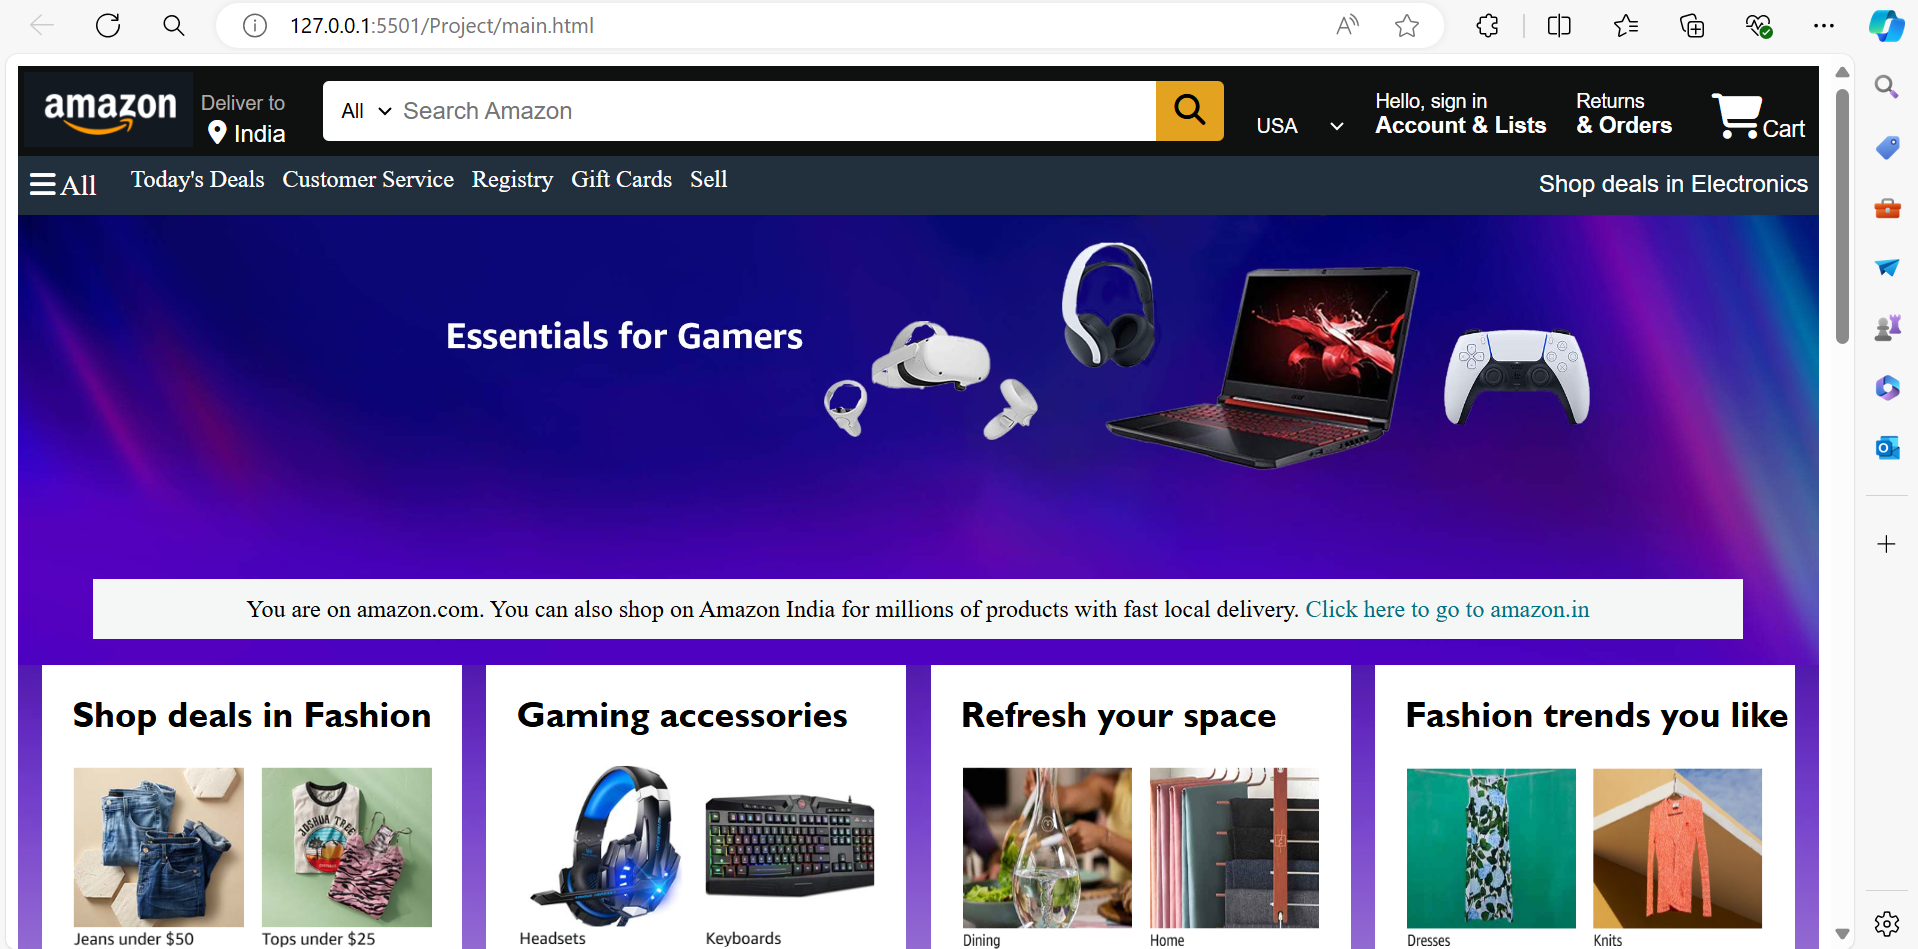 127.0.0.1:5501/Project/main.html
amazon
Deliver to
India
All
Search Amazon
USA
Hello, sign in
Account & Lists
Returns
& Orders
Cart
All
Today's Deals
Customer Service
Registry
Gift Cards
Sell
Shop deals in Electronics
Essentials for Gamers
You are on amazon.com. You can also shop on Amazon India for millions of products with fast local delivery. Click here to go to amazon.in
Shop deals in Fashion
Gaming accessories
Refresh your space
Fashion trends you like
JOSHUA TREE
Jeans under $50
Tops under $25
Headsets
Keyboards
Dining
Home
Dresses
Knits